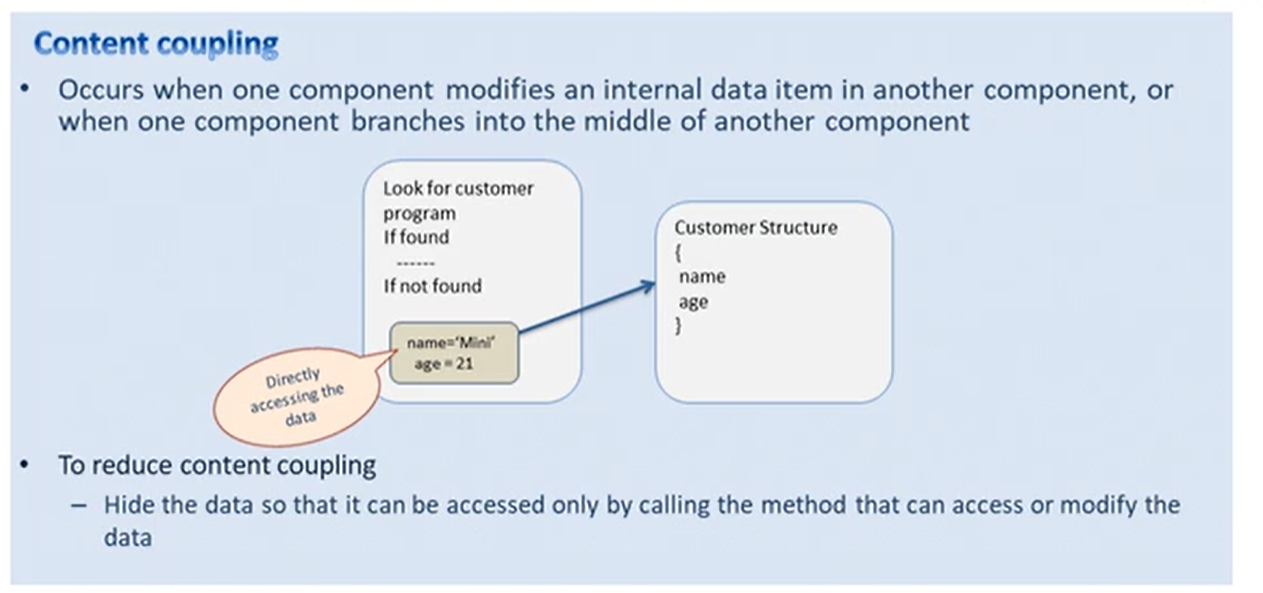 Content coupling
• Occurs when one component modifies an internal data item in another component, or
when one component branches into the middle of another component
Look for customer
program
If found
------
If not found
name='Mini'
age = 21
Directly
accessing the
data
Customer Structure
{
name
age
}
• To reduce content coupling
– Hide the data so that it can be accessed only by calling the method that can access or modify the
data